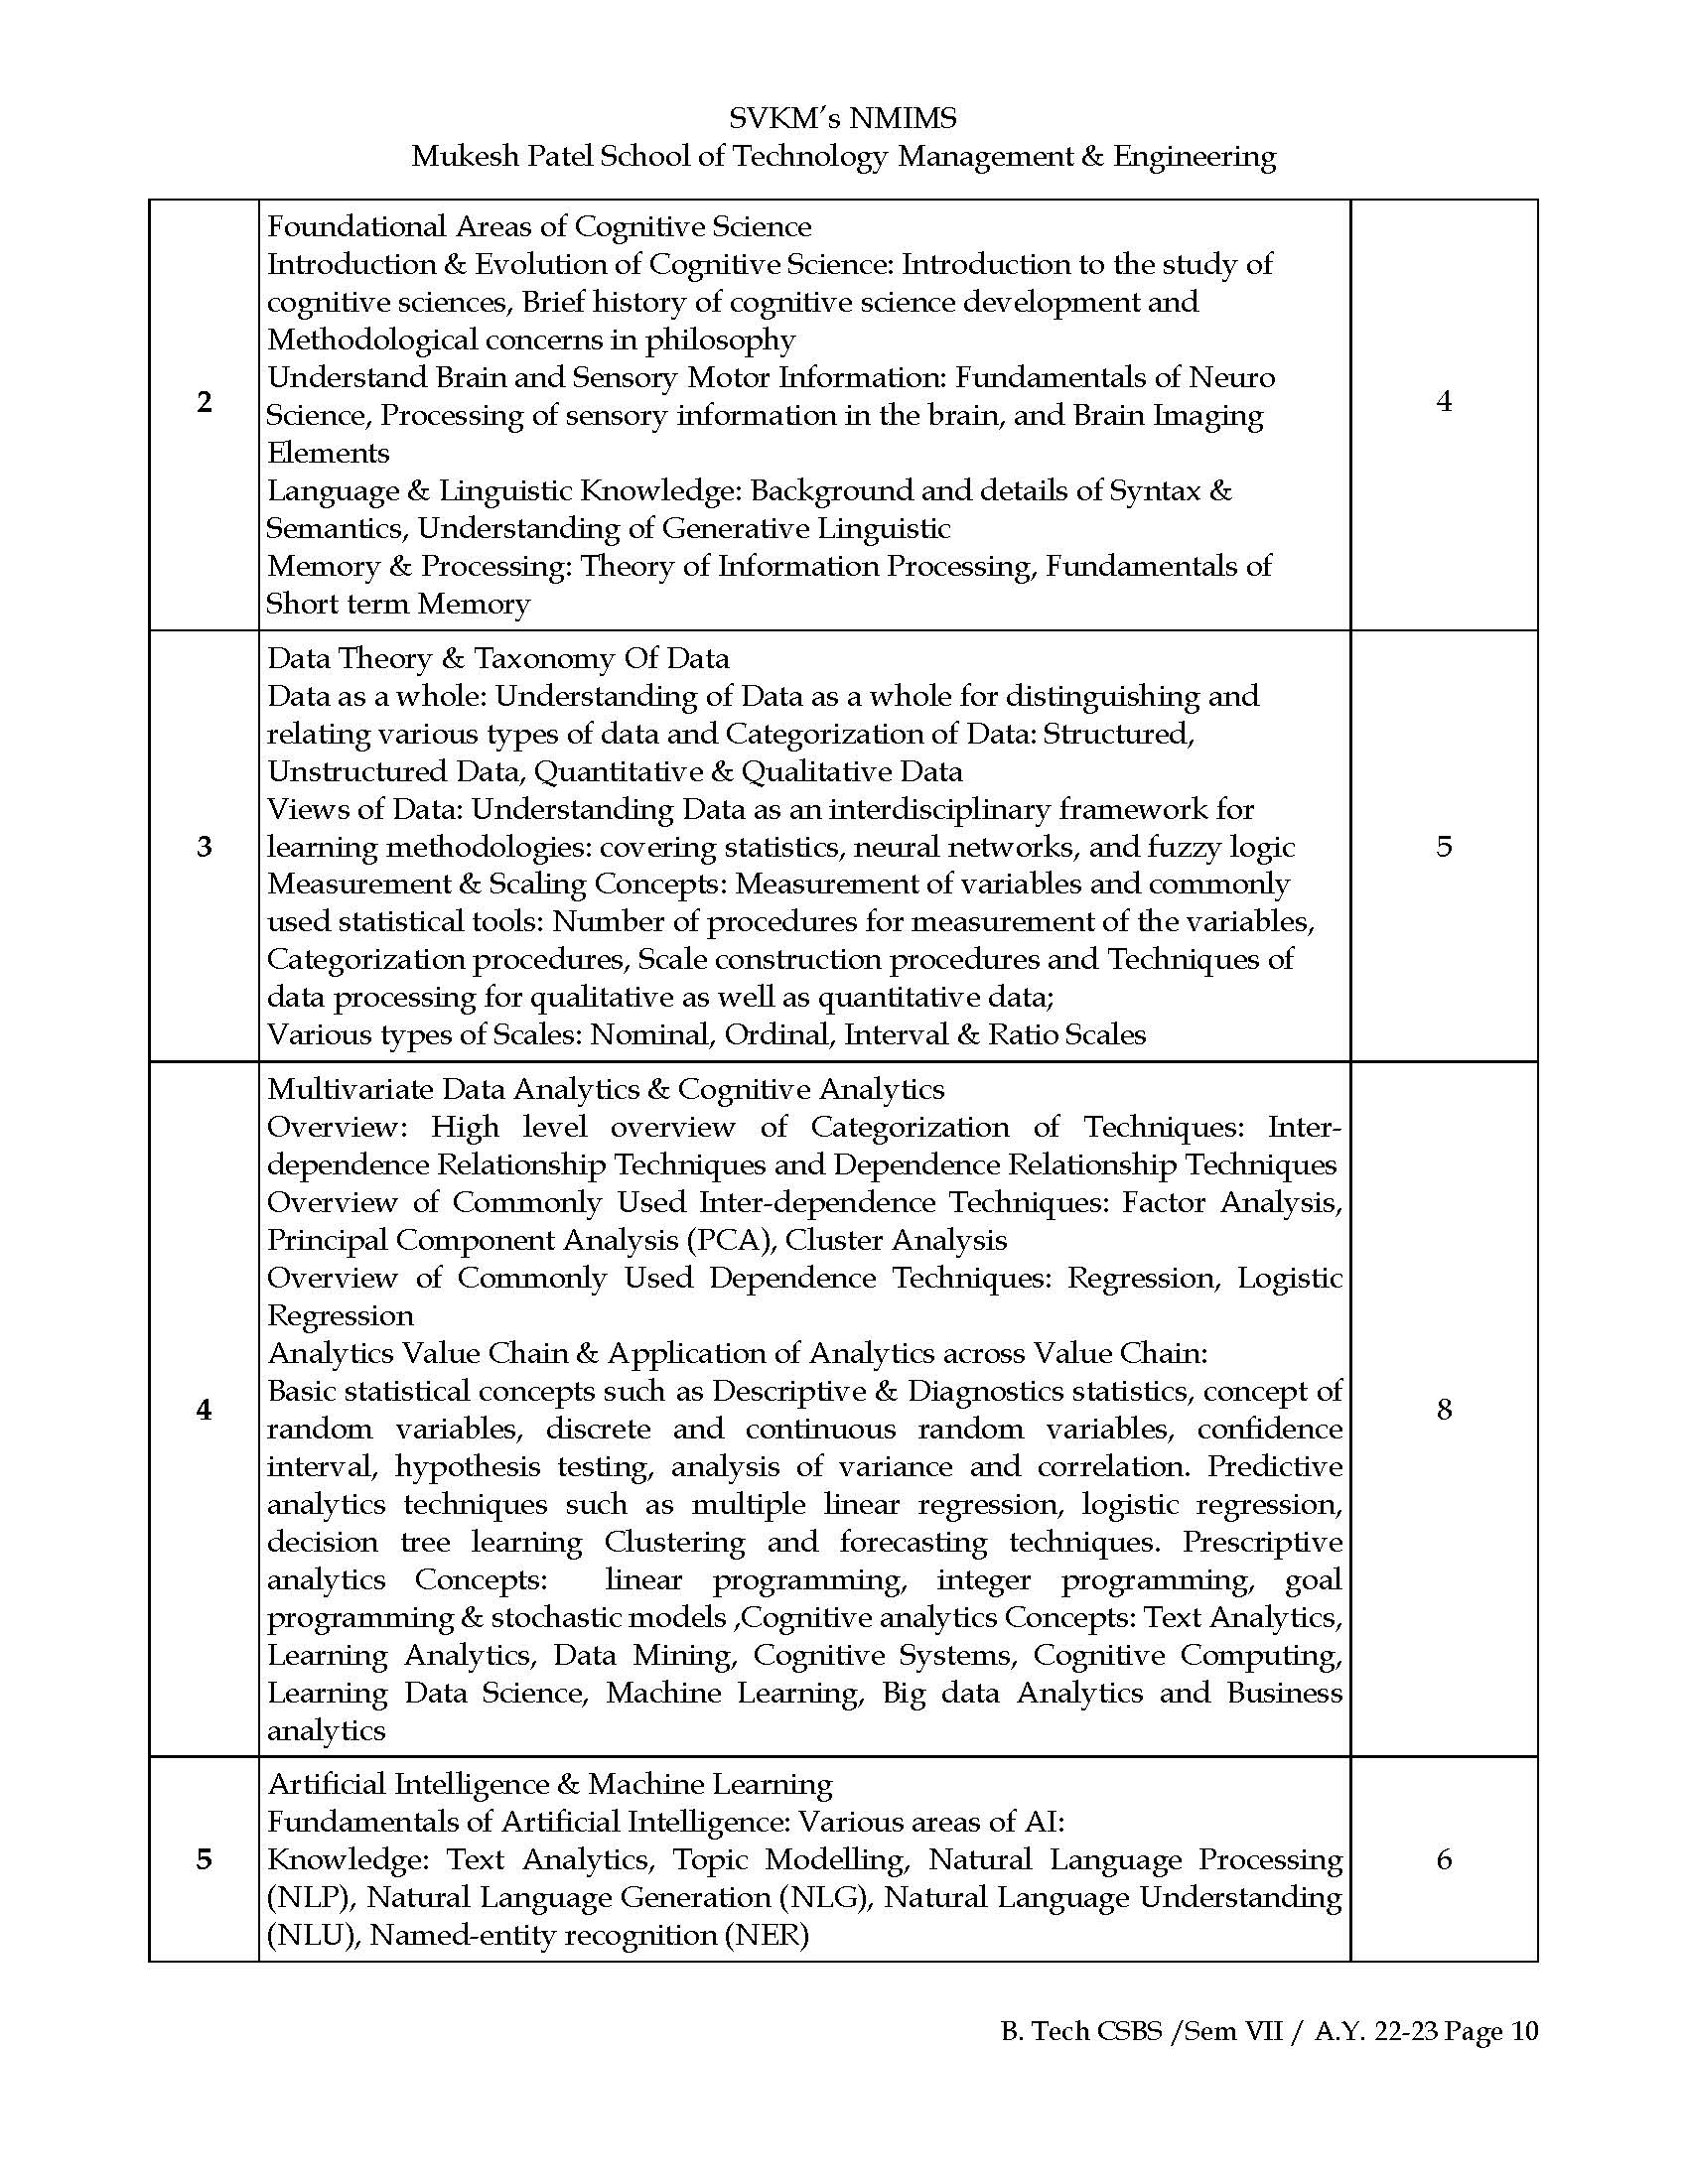 SVKM's NMIMS
Mukesh Patel School of Technology Management & Engineering
2
Foundational Areas of Cognitive Science
Introduction & Evolution of Cognitive Science: Introduction to the study of
cognitive sciences, Brief history of cognitive science development and
Methodological concerns in philosophy
Understand Brain and Sensory Motor Information: Fundamentals of Neuro
Science, Processing of sensory information in the brain, and Brain Imaging
Elements
Language & Linguistic Knowledge: Background and details of Syntax &
Semantics, Understanding of Generative Linguistic
Memory & Processing: Theory of Information Processing, Fundamentals of
Short term Memory
4
3
Data Theory & Taxonomy Of Data
Data as a whole: Understanding of Data as a whole for distinguishing and
relating various types of data and Categorization of Data: Structured,
Unstructured Data, Quantitative & Qualitative Data
Views of Data: Understanding Data as an interdisciplinary framework for
learning methodologies: covering statistics, neural networks, and fuzzy logic
Measurement & Scaling Concepts: Measurement of variables and commonly
used statistical tools: Number of procedures for measurement of the variables,
Categorization procedures, Scale construction procedures and Techniques of
data processing for qualitative as well as quantitative data;
Various types of Scales: Nominal, Ordinal, Interval & Ratio Scales
5
4
Multivariate Data Analytics & Cognitive Analytics
Overview: High level overview of Categorization of Techniques: Inter-
dependence Relationship Techniques and Dependence Relationship Techniques
Overview of Commonly Used Inter-dependence Techniques: Factor Analysis,
Principal Component Analysis (PCA), Cluster Analysis
Overview of Commonly Used Dependence Techniques: Regression, Logistic
Regression
Analytics Value Chain & Application of Analytics across Value Chain:
Basic statistical concepts such as Descriptive & Diagnostics statistics, concept of
random variables, discrete and continuous random variables, confidence
interval, hypothesis testing, analysis of variance and correlation. Predictive
analytics techniques such as multiple linear regression, logistic regression,
decision tree learning Clustering and forecasting techniques. Prescriptive
analytics Concepts: linear programming, integer programming, goal
programming & stochastic models ,Cognitive analytics Concepts: Text Analytics,
Learning Analytics, Data Mining, Cognitive Systems, Cognitive Computing,
Learning Data Science, Machine Learning, Big data Analytics and Business
analytics
8
5
Artificial Intelligence & Machine Learning
Fundamentals of Artificial Intelligence: Various areas of AI:
Knowledge: Text Analytics, Topic Modelling, Natural Language Processing
(NLP), Natural Language Generation (NLG), Natural Language Understanding
(NLU), Named-entity recognition (NER)
6
B. Tech CSBS /Sem VII / A.Y. 22-23 Page 10